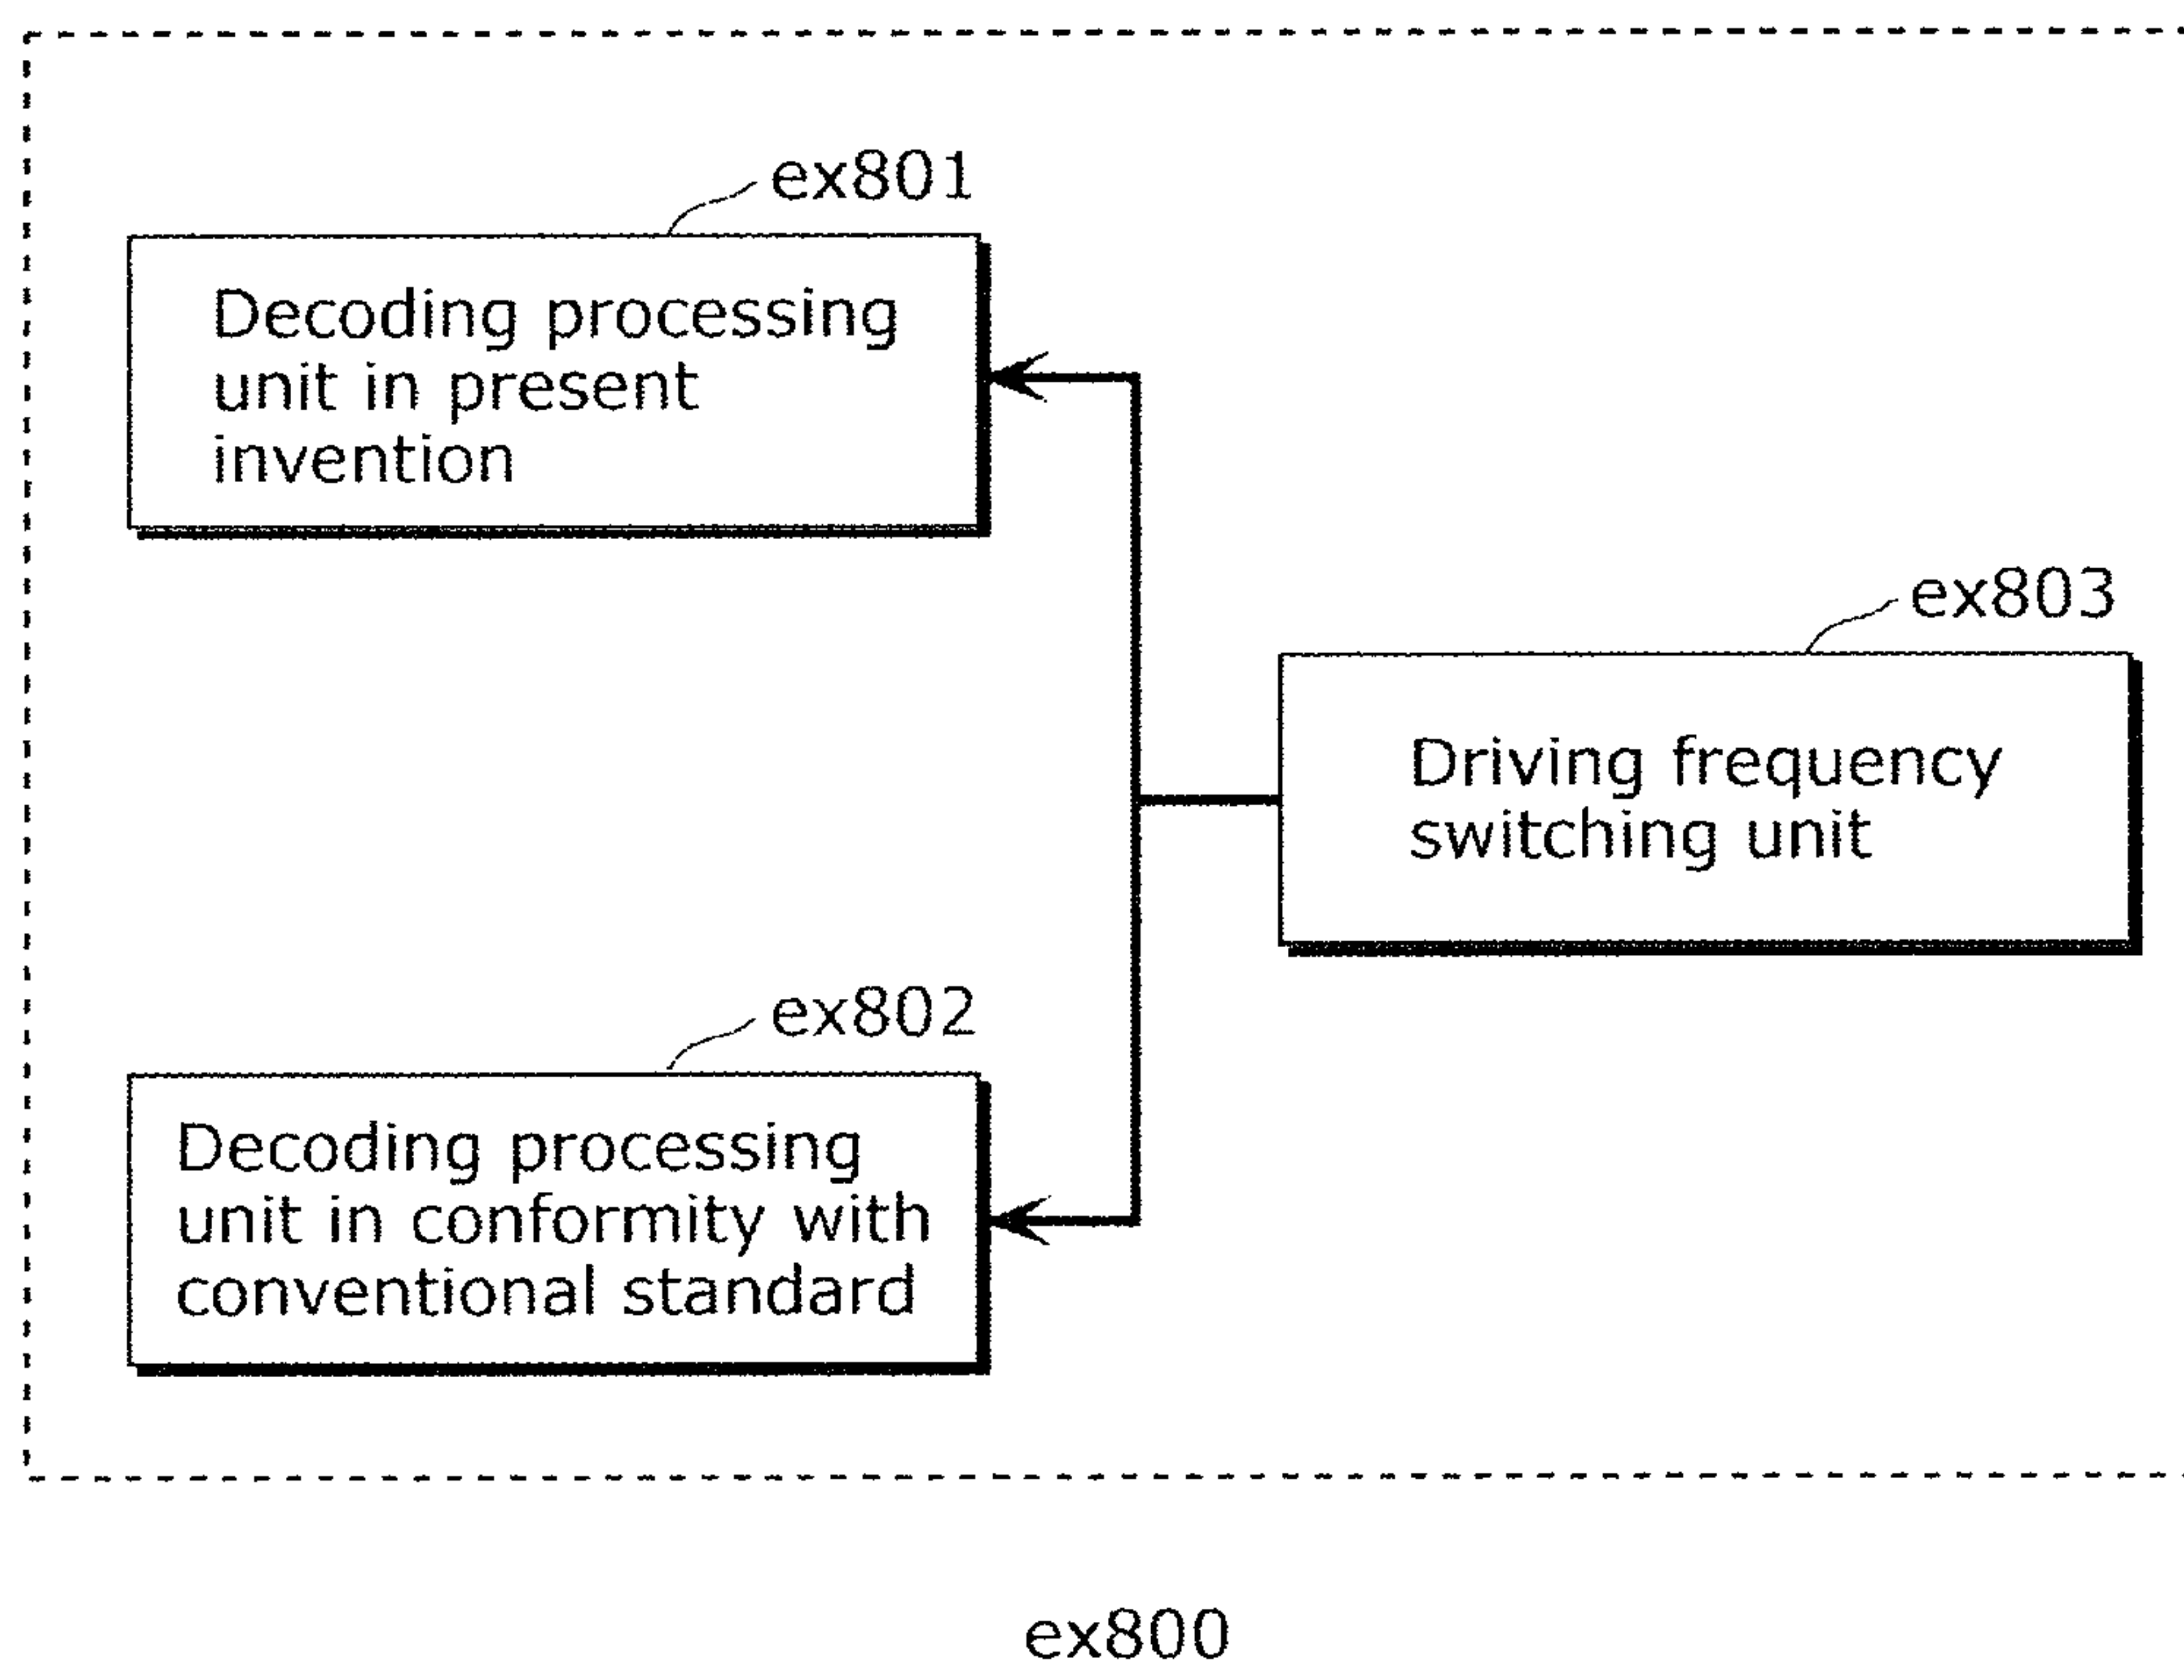 ex801
Decoding processing
unit in present
invention
ex803
Driving frequency
switching unit
ex802
Decoding processing
unit in conformity with
conventional standard
ex800